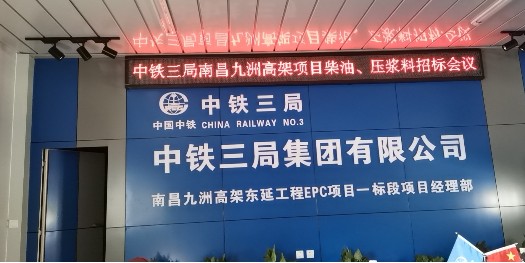 中铁三局南昌九洲高架项目柴油、压浆料招标会议
中铁三局
中国中铁 CHINA RAILWAY NO.3
中铁三局集团有限公司
南昌九洲高架东延工程EPC项目一标段项目经理部